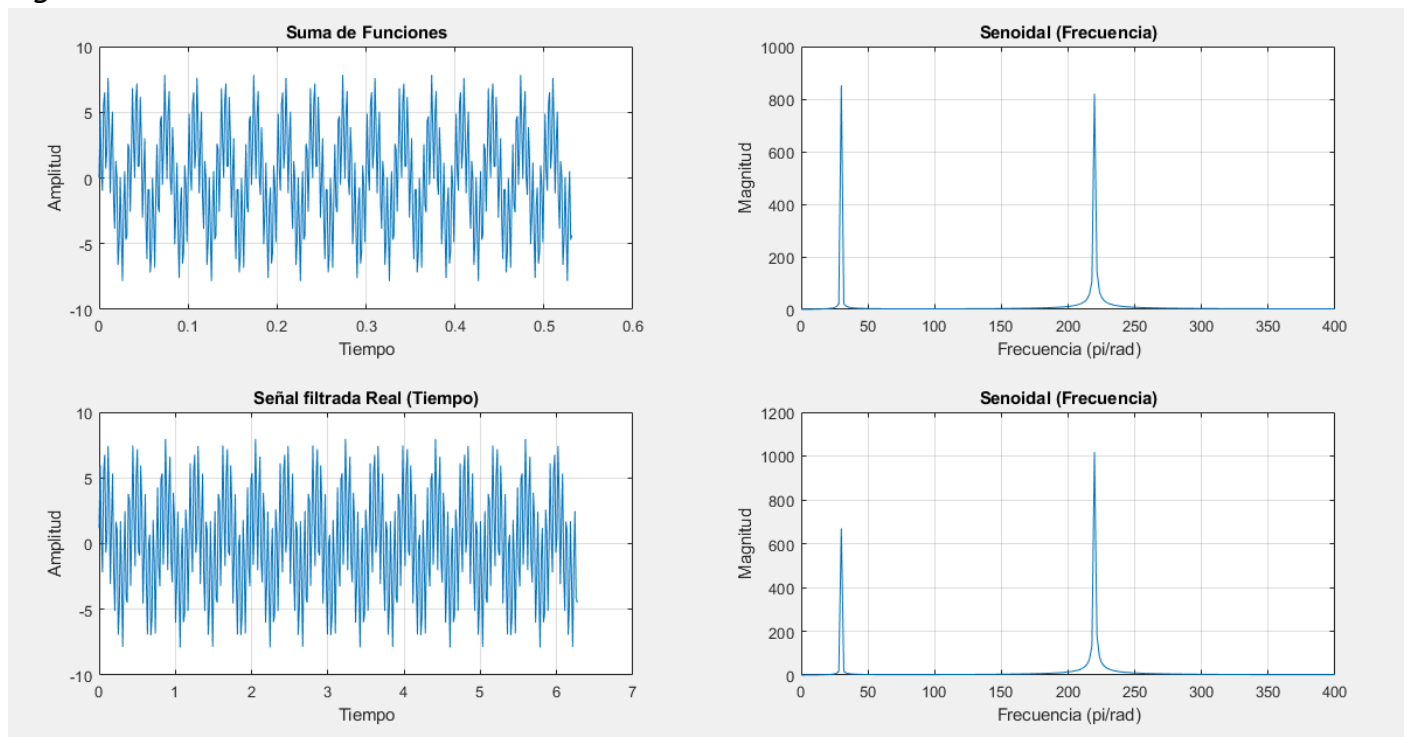 Suma de Funciones
10
5
0
-5
-10
Amplitud
0 0.1 0.2 0.3 0.4 0.5 0.6
Tiempo
Senoidal (Frecuencia)
1000
800
600
400
200
0
Magnitud
0 50 100 150 200 250 300 350 400
Frecuencia (pi/rad)
Señal filtrada Real (Tiempo)
10
5
0
-5
-10
Amplitud
0 1 2 3 4 5 6 7
Tiempo
Senoidal (Frecuencia)
1200
1000
800
600
400
200
0
Magnitud
0 50 100 150 200 250 300 350 400
Frecuencia (pi/rad)